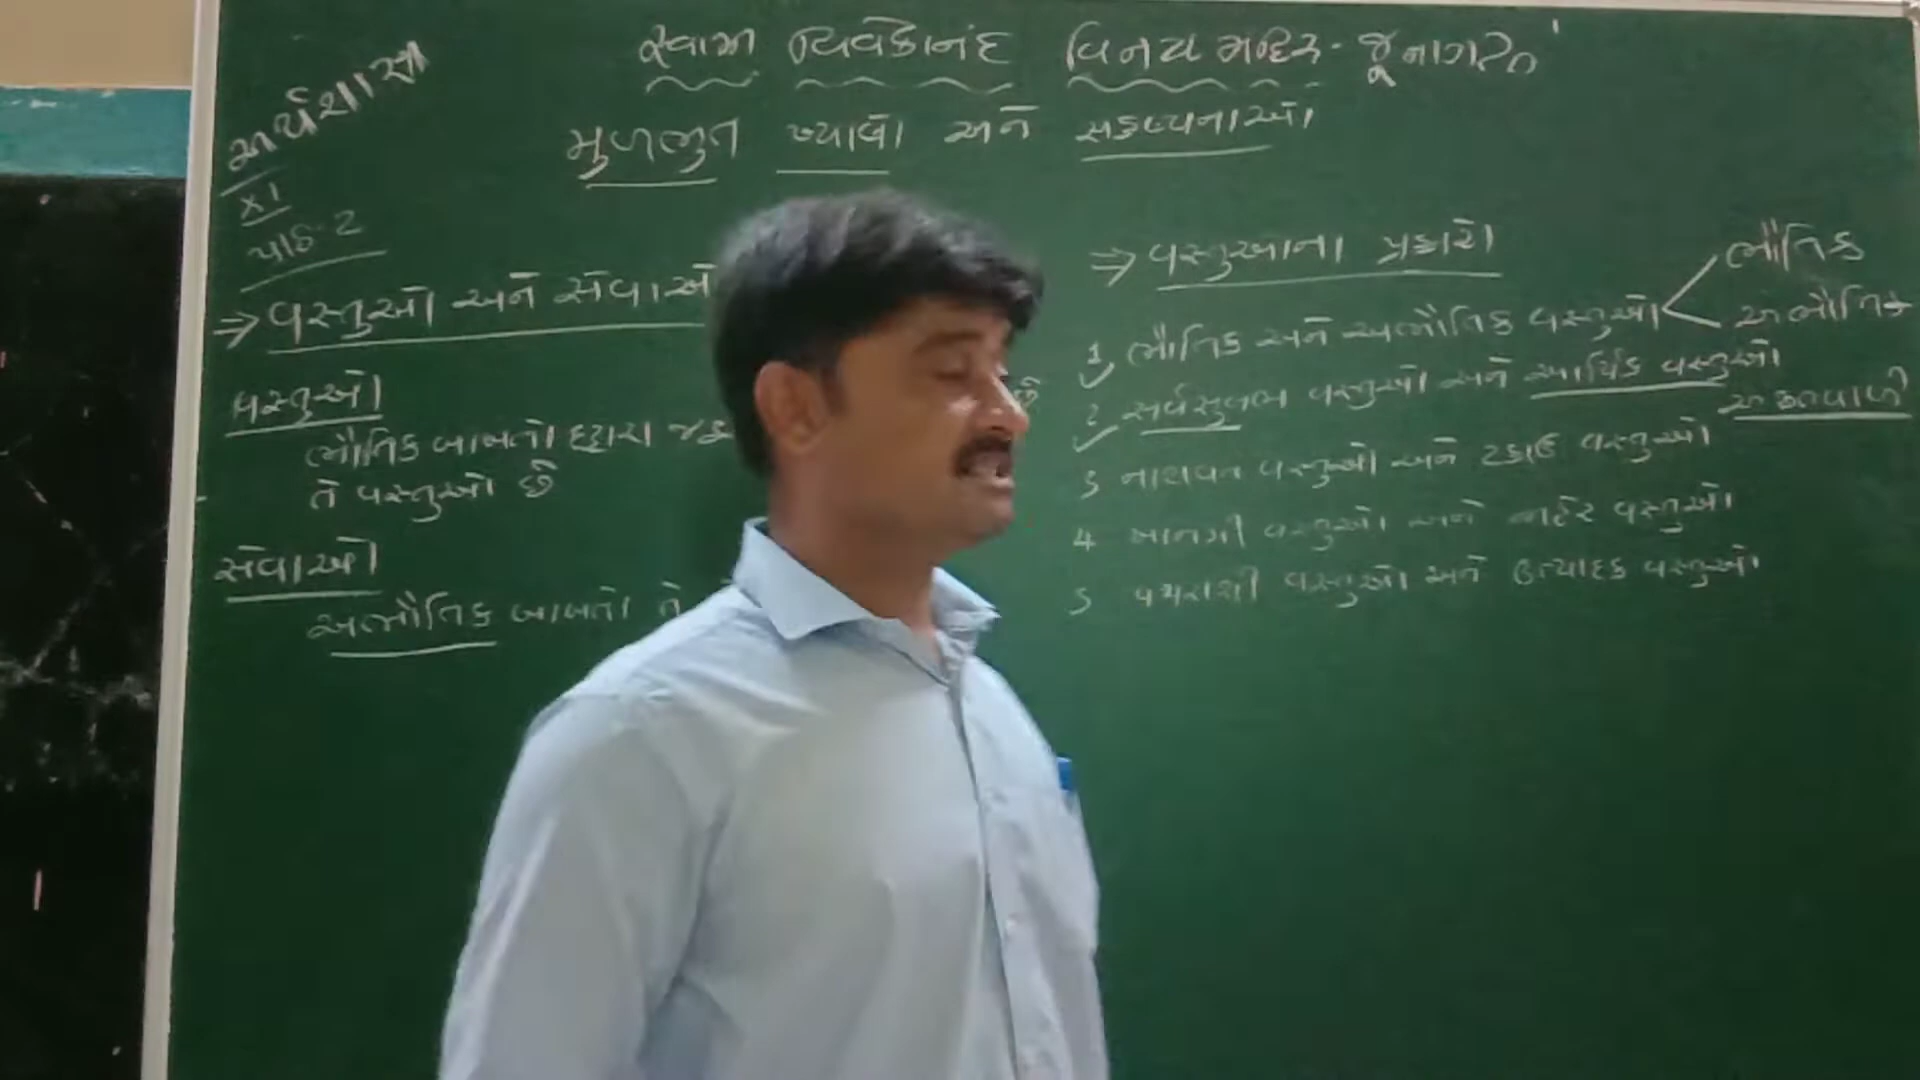 સ્વામી વિવેકાનંદ વિનય મંદિર - જૂનાગઢ
મુળભુત ખ્યાલો અને સંકલ્પનાઓ
અર્થશાસ્ત્ર
XI
પાઠ-2
⇒ વસ્તુઓ અને સેવાઓ
વસ્તુઓ
ભૌતિક બાબતો દ્વારા
તે વસ્તુઓ છે
સેવાઓ
અભૌતિક બાબતો તે
⇒ વસ્તુઓના પ્રકારો
1 ભૌતિક અને અભૌતિક વસ્તુઓ < ભૌતિક
અભૌતિક
2 સર્વસુલભ વસ્તુઓ અને આર્થિક વસ્તુઓ
અછતવાળી
3 નાશવંત વસ્તુઓ અને ટકાઉ વસ્તુઓ
4 ખાનગી વસ્તુઓ અને જાહેર વસ્તુઓ
5 વપરાશી વસ્તુઓ અને ઉત્પાદક વસ્તુઓ